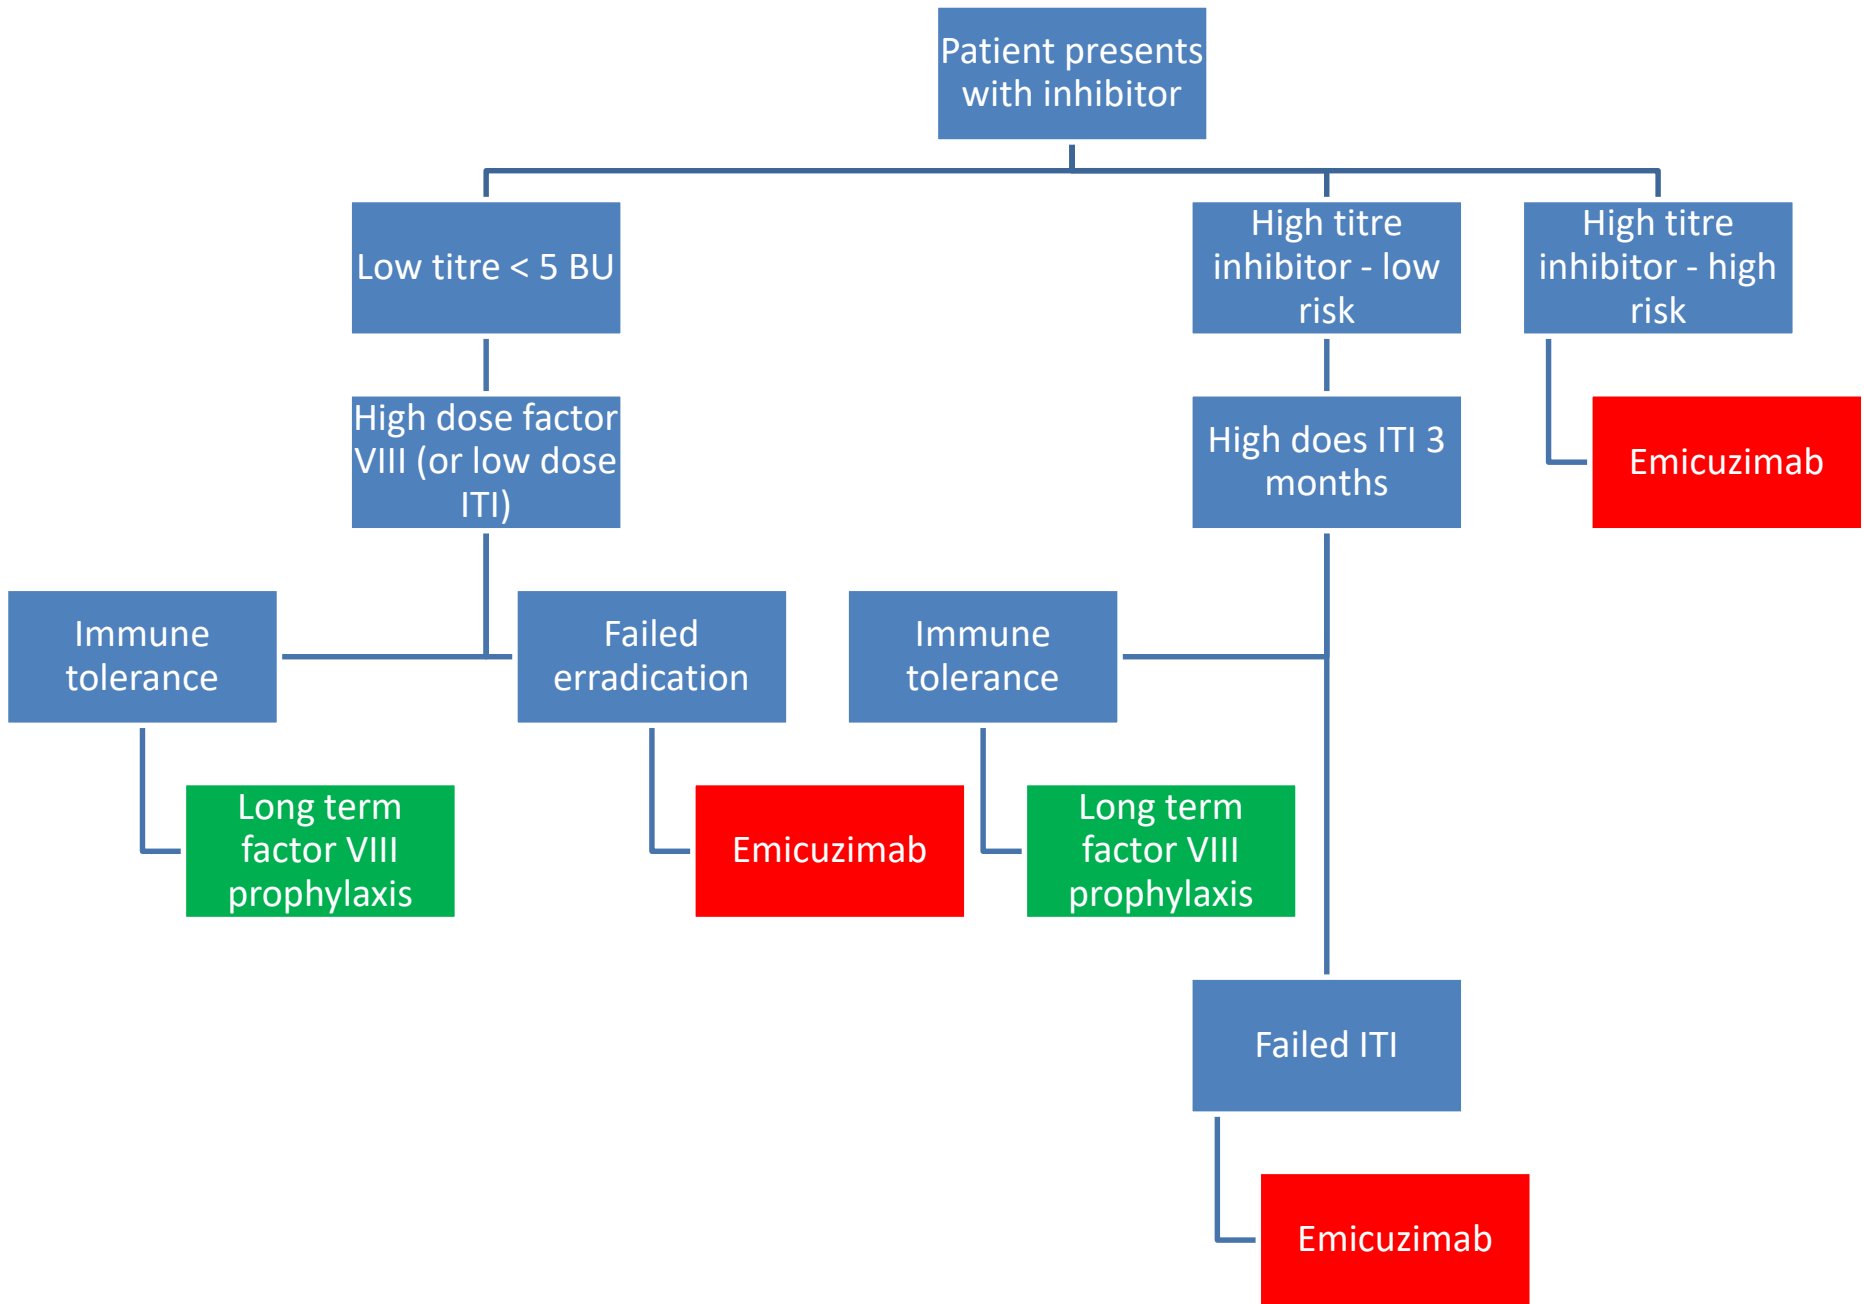 Patient presents
with inhibitor
Low titre < 5 BU
High titre
inhibitor - low
risk
High titre
inhibitor - high
risk
High dose factor
VIII (or low dose
ITI)
High does ITI 3
months
Emicuzimab
Immune
tolerance
Failed
erradication
Immune
tolerance
Long term
factor VIII
prophylaxis
Emicuzimab
Long term
factor VIII
prophylaxis
Failed ITI
Emicuzimab